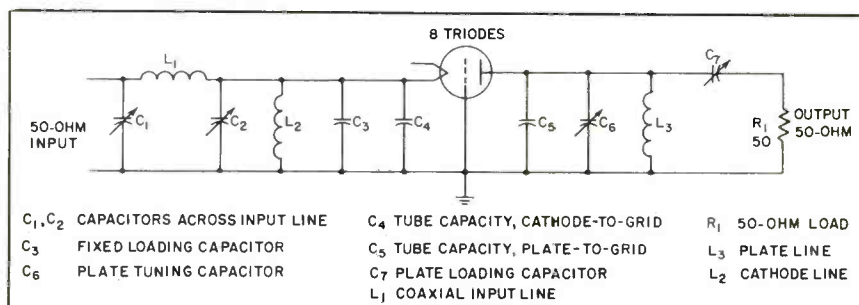 8 TRIODES
L1
C7
50-OHM INPUT
C1
C2
L2
C3
C4
C5
C6
L3
R1 50
OUTPUT 50-OHM
C1, C2 CAPACITORS ACROSS INPUT LINE
C3 FIXED LOADING CAPACITOR
C6 PLATE TUNING CAPACITOR
C4 TUBE CAPACITY, CATHODE-TO-GRID
C5 TUBE CAPACITY, PLATE-TO-GRID
C7 PLATE LOADING CAPACITOR
L1 COAXIAL INPUT LINE
R1 50-OHM LOAD
L3 PLATE LINE
L2 CATHODE LINE